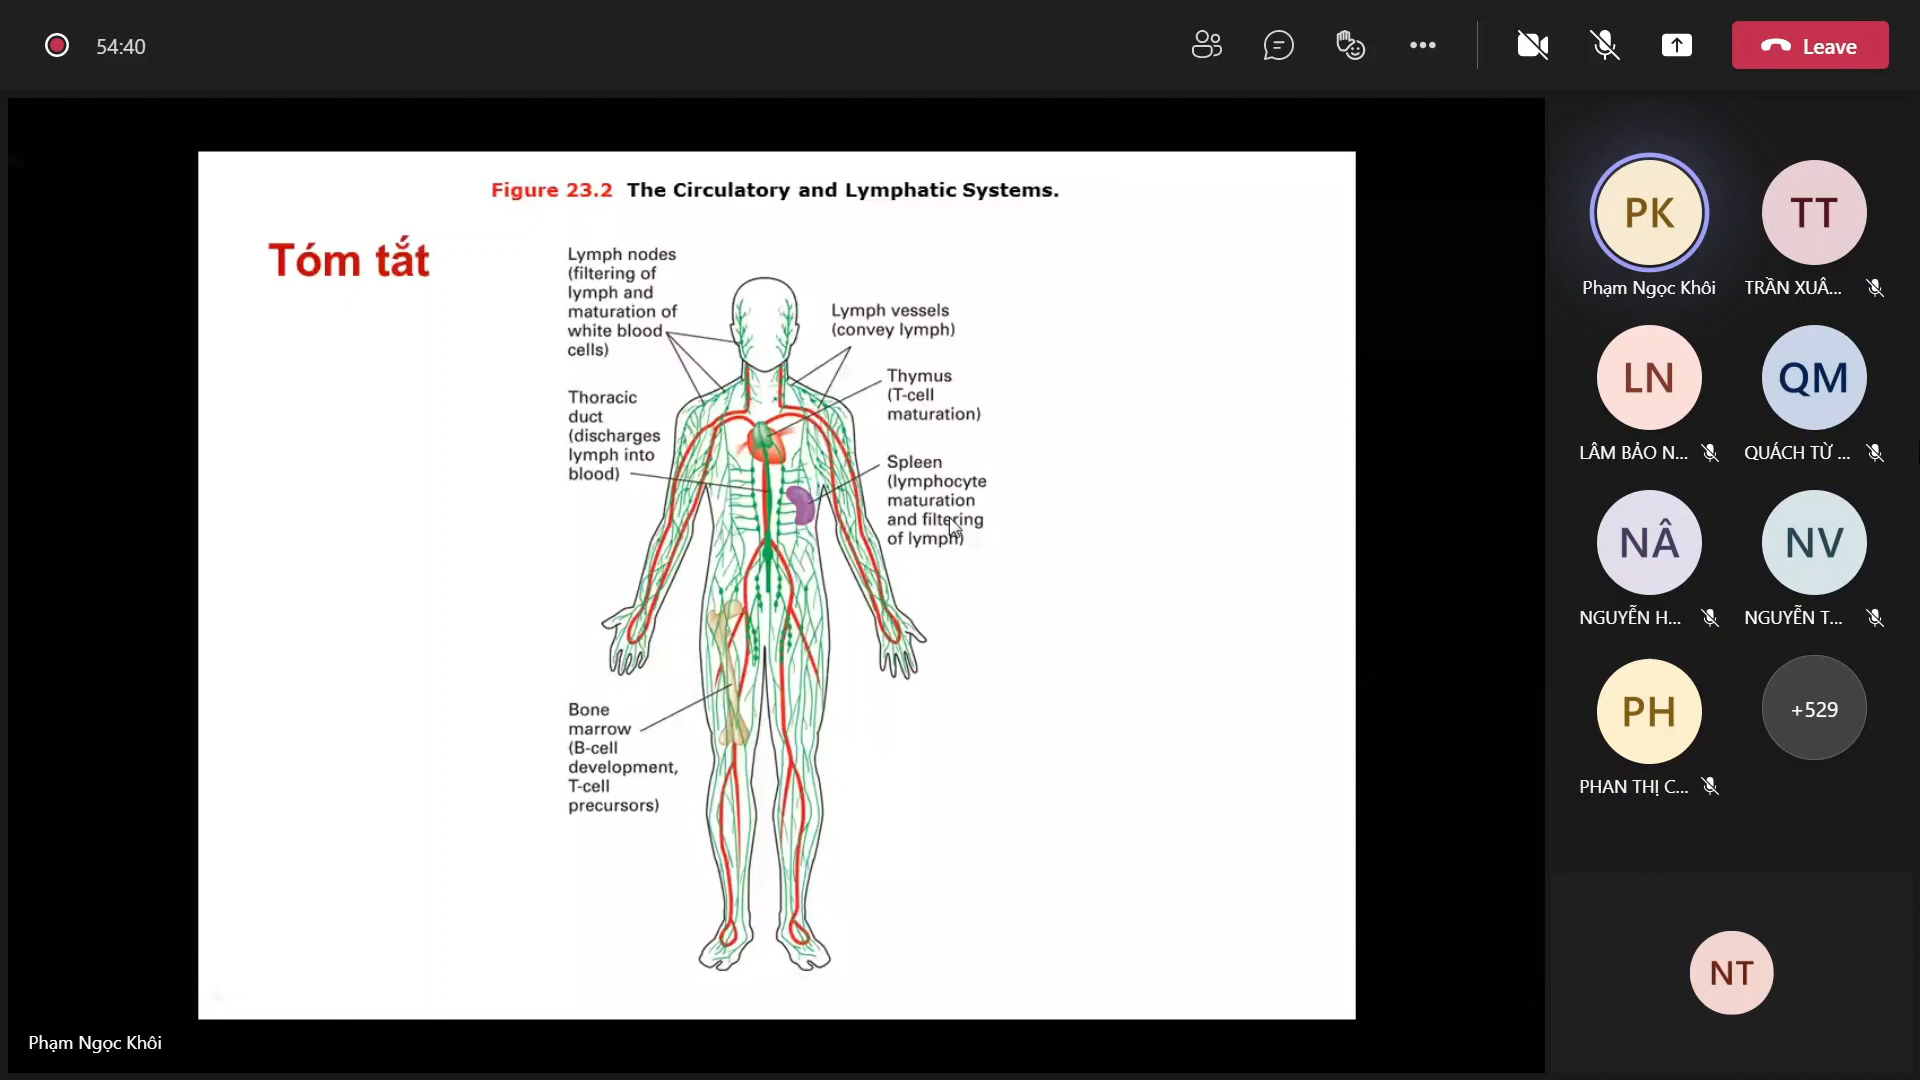 54:40
Leave
Figure 23.2 The Circulatory and Lymphatic Systems.
Tóm tắt
Lymph nodes
(filtering of
lymph and
maturation of
white blood
cells)
Lymph vessels
(convey lymph)
Thymus
(T-cell
maturation)
Thoracic
duct
(discharges
lymph into
blood)
Spleen
(lymphocyte
maturation
and filtering
of lymph)
Bone
marrow
(B-cell
development,
T-cell
precursors)
Phạm Ngọc Khôi
PK
TT
Phạm Ngọc Khôi
TRẦN XUÂ...
LN
QM
LÂM BẢO N...
QUÁCH TỪ ...
NÂ
NV
NGUYỄN H...
NGUYỄN T...
PH
+529
PHAN THỊ C...
NT